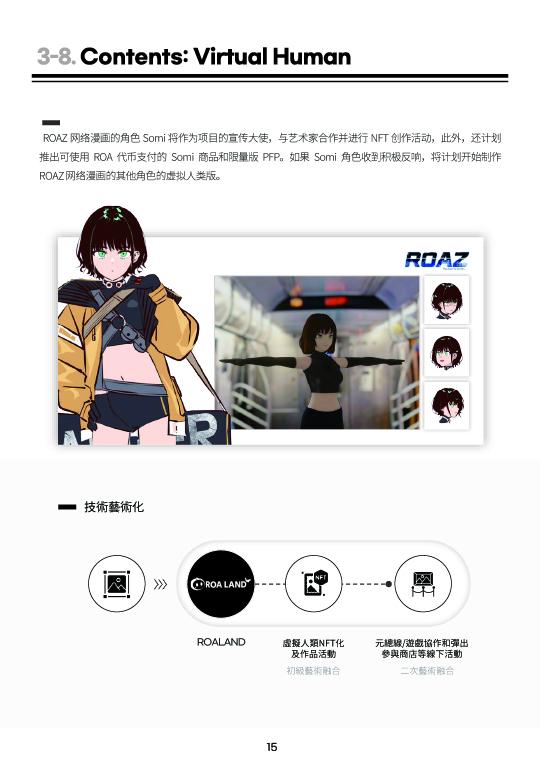 3-8. Contents: Virtual Human
ROAZ 网络漫画的角色 Somi 将作为项目的宣传大使，与艺术家合作并进行 NFT 创作活动，此外，还计划
推出可使用 ROA 代币支付的 Somi 商品和限量版 PFP。如果 Somi 角色收到积极反响，将计划开始制作
ROAZ 网络漫画的其他角色的虚拟人类版。
ROAZ
技術藝術化
ROA LAND
NFT
ROALAND
虛擬人類NFT化
及作品活動
初級藝術融合
元總線/遊戲協作和彈出
參與商店等線下活動
二次藝術融合
15